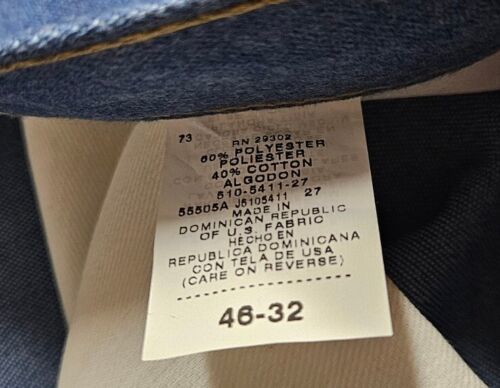 73 RN 29302
60% POLYESTER
POLIESTER
40% COTTON
ALGODON
510-5411-27
55505A J5105411 27
MADE IN
DOMINICAN REPUBLIC
OF U.S. FABRIC
HECHO EN
REPUBLICA DOMINICANA
CON TELA DE USA
(CARE ON REVERSE)
46-32